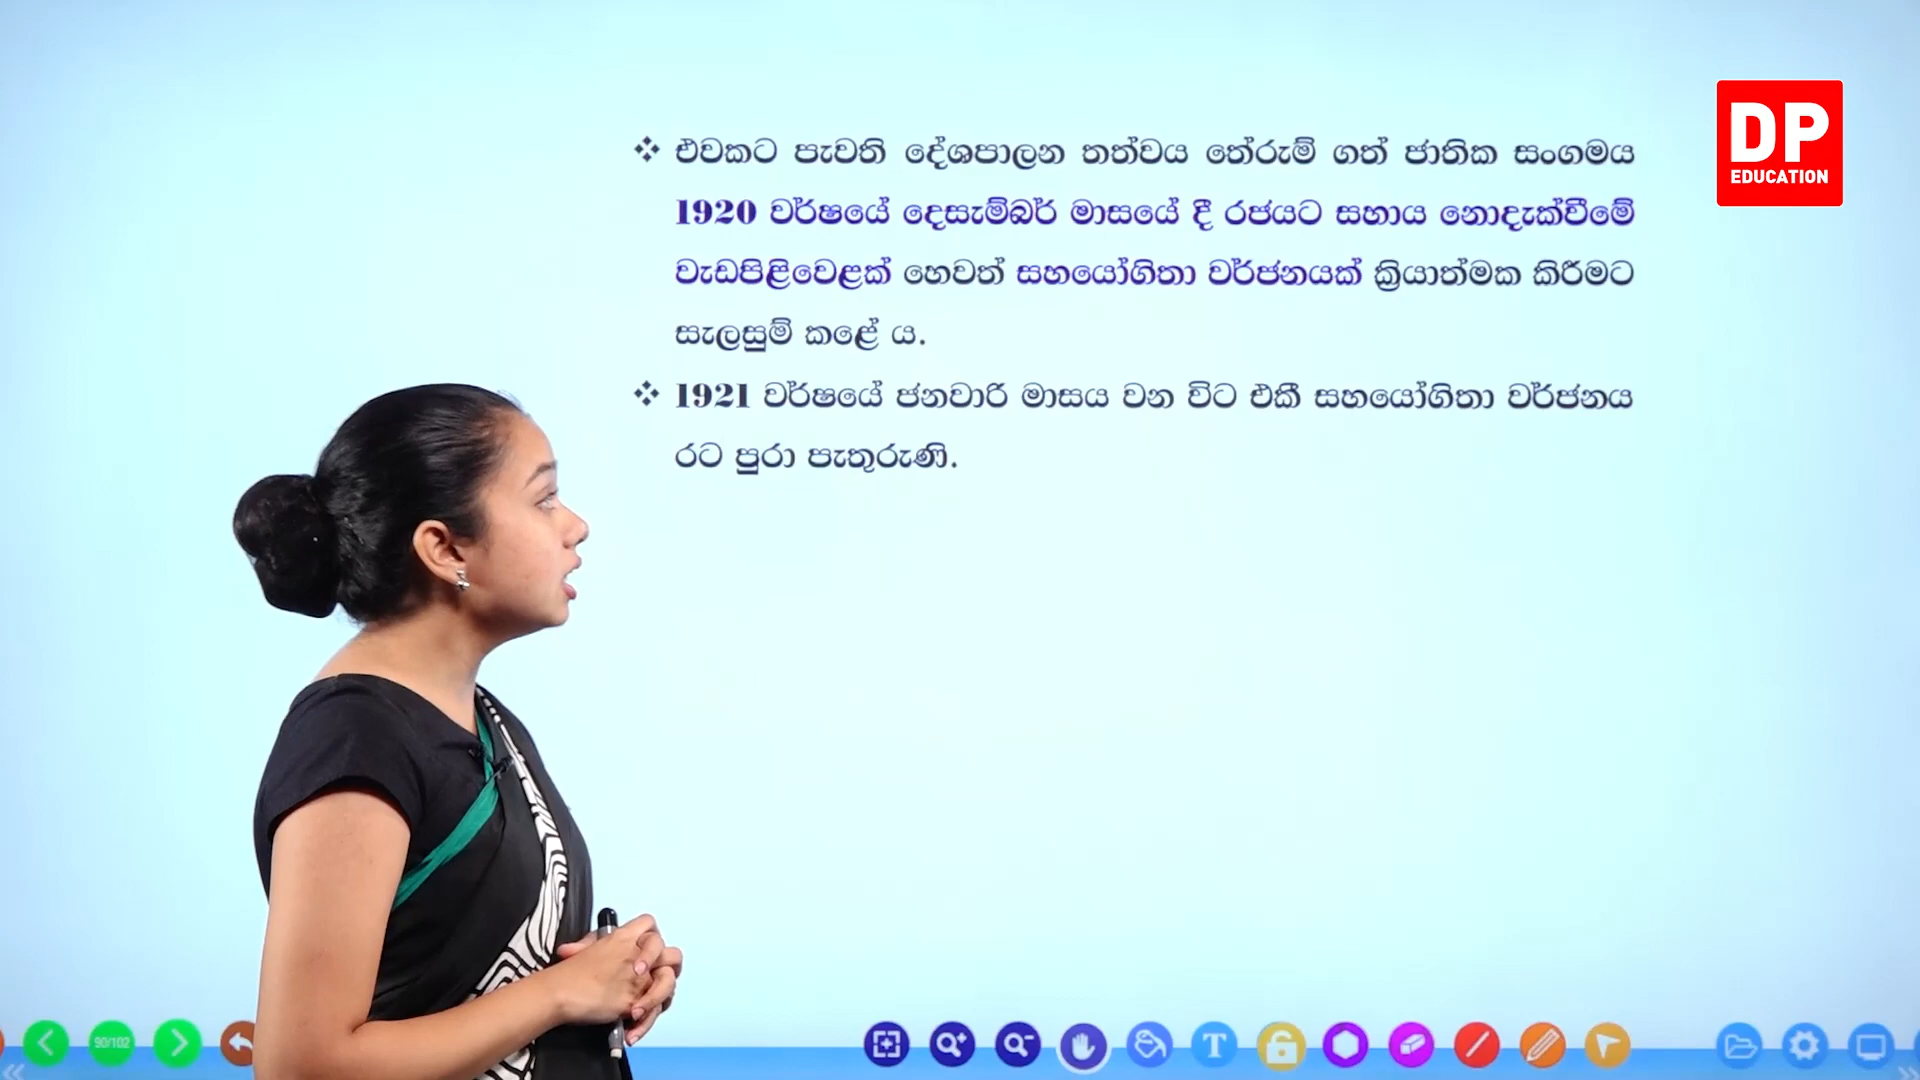 DP
EDUCATION
❖ එවකට පැවති දේශපාලන තත්වය තේරුම් ගත් ජාතික සංගමය
1920 වර්ෂයේ දෙසැම්බර් මාසයේ දී රජයට සහාය නොදැක්වීමේ
වැඩපිළිවෙළක් හෙවත් සහයෝගිතා වර්ජනයක් ක්‍රියාත්මක කිරීමට
සැලසුම් කළේ ය.
❖ 1921 වර්ෂයේ ජනවාරි මාසය වන විට එකී සහයෝගිතා වර්ජනය
රට පුරා පැතුරුණි.
90/102
T